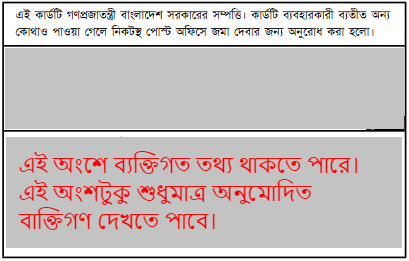 এই কার্ডটি গণপ্রজাতন্ত্রী বাংলাদেশ সরকারের সম্পত্তি। কার্ডটি ব্যবহারকারী ব্যতীত অন্য
কোথাও পাওয়া গেলে নিকটস্থ পোস্ট অফিসে জমা দেবার জন্য অনুরোধ করা হলো।
এই অংশে ব্যক্তিগত তথ্য থাকতে পারে।
এই অংশটুকু শুধুমাত্র অনুমোদিত
ব্যক্তিগণ দেখতে পাবে।